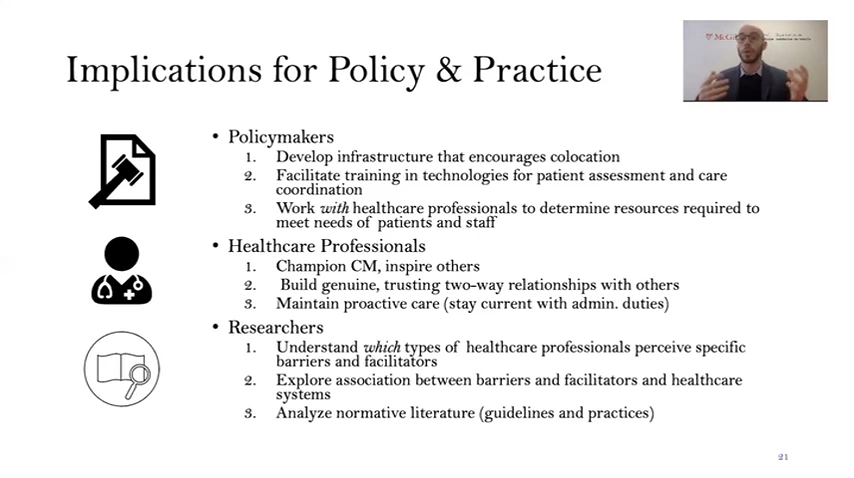 Implications for Policy & Practice
McGill
• Policymakers
1. Develop infrastructure that encourages colocation
2. Facilitate training in technologies for patient assessment and care
coordination
3. Work with healthcare professionals to determine resources required to
meet needs of patients and staff
• Healthcare Professionals
1. Champion CM, inspire others
2. Build genuine, trusting two-way relationships with others
3. Maintain proactive care (stay current with admin. duties)
• Researchers
1. Understand which types of healthcare professionals perceive specific
barriers and facilitators
2. Explore association between barriers and facilitators and healthcare
systems
3. Analyze normative literature (guidelines and practices)
21